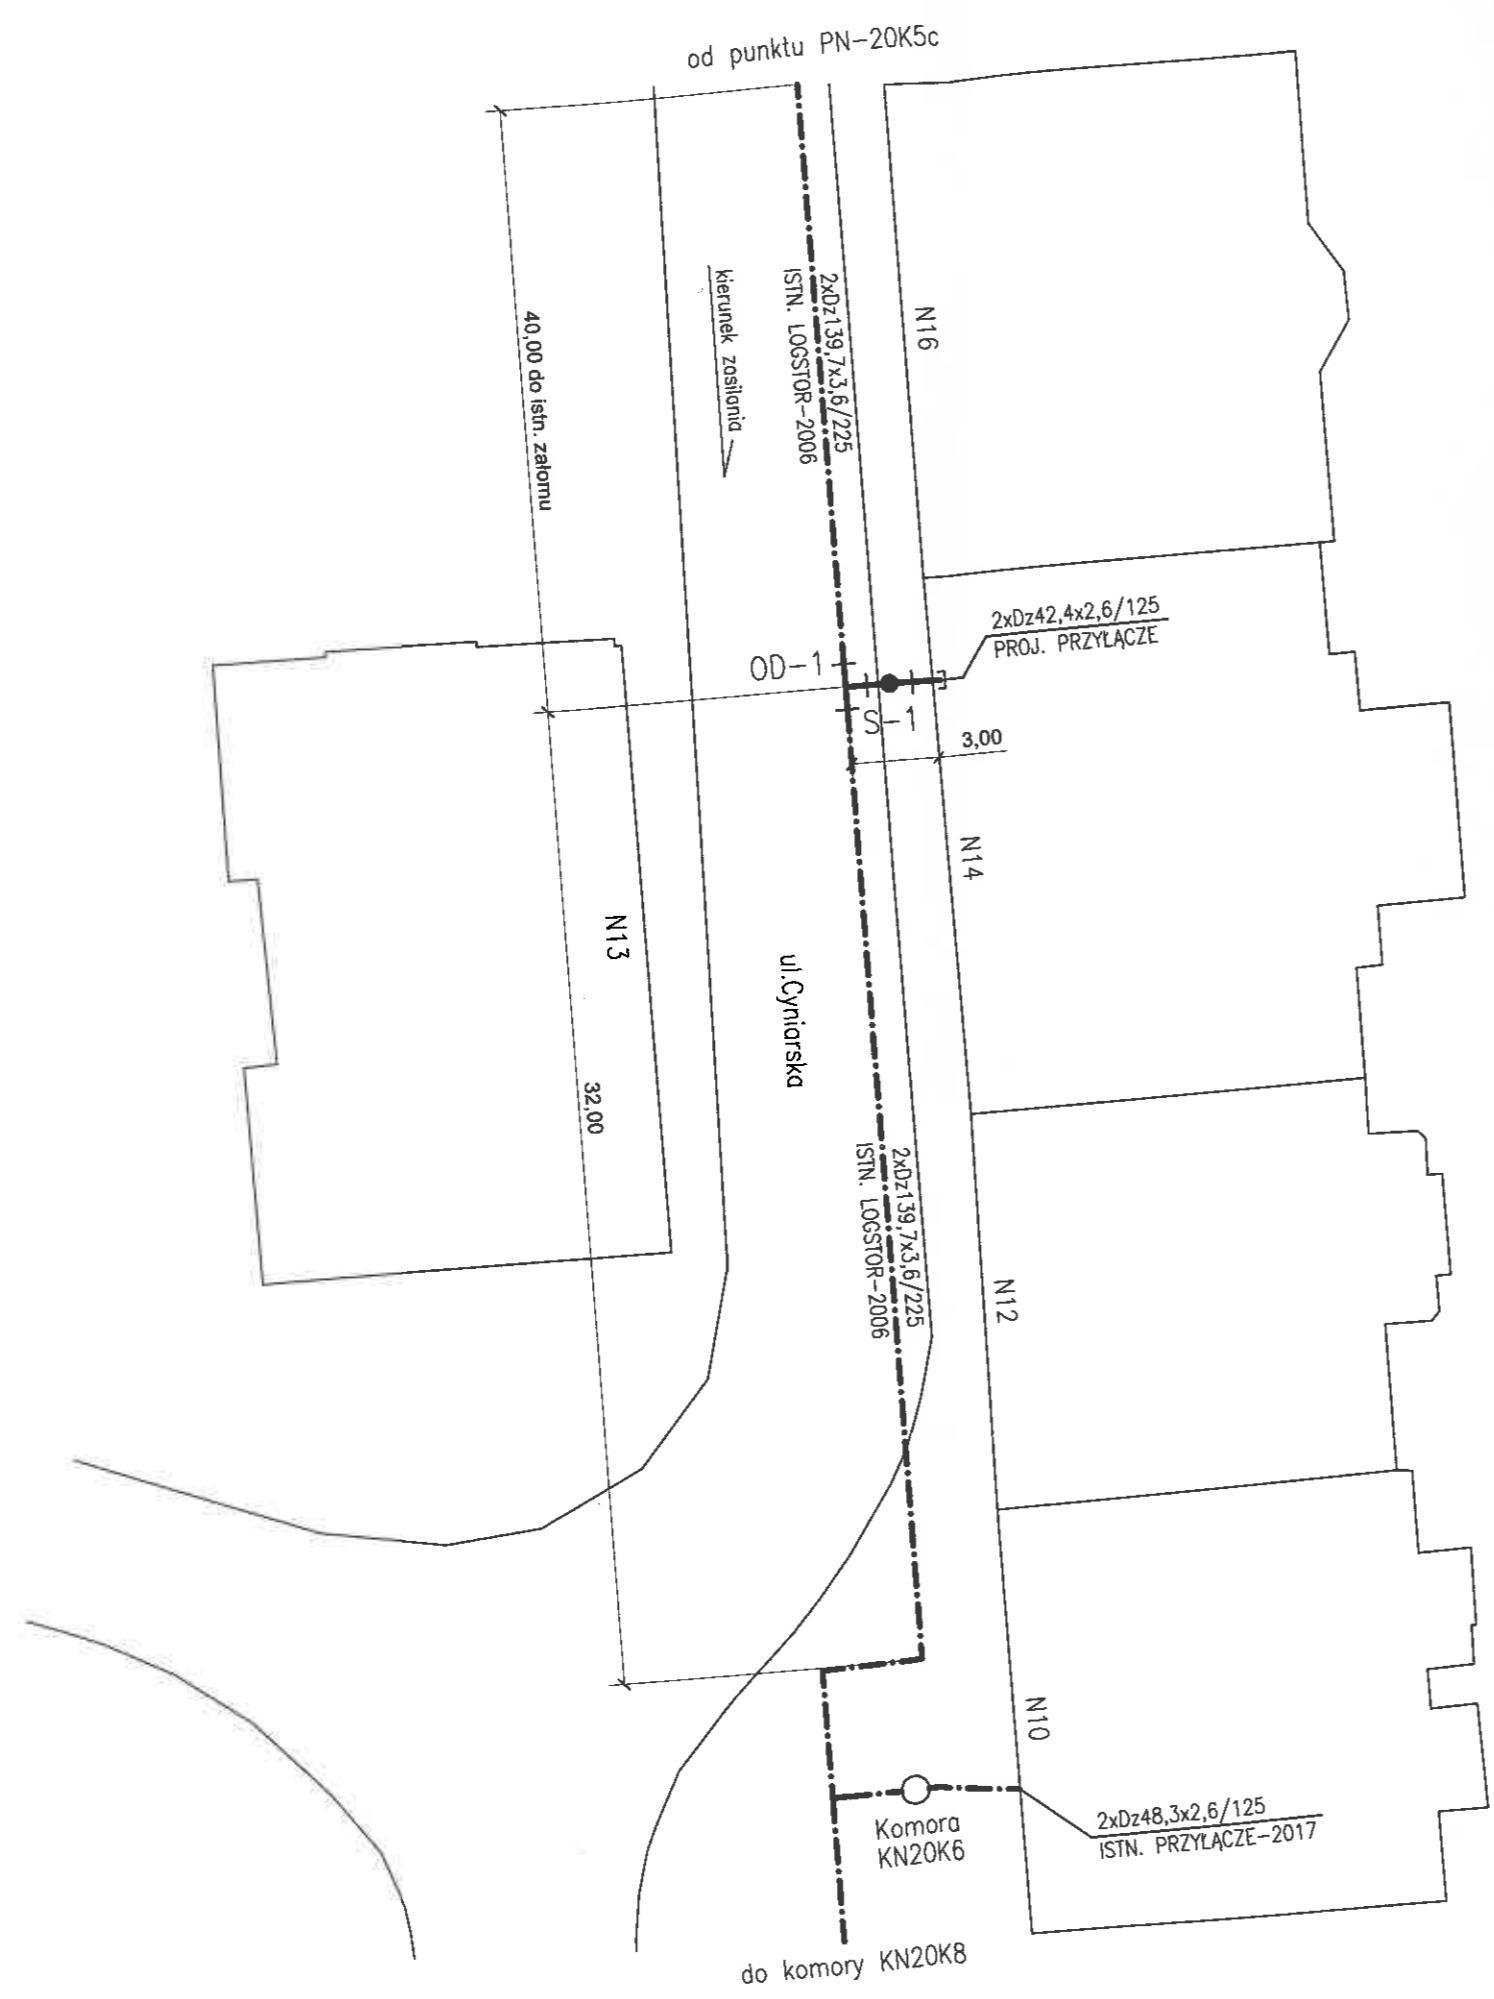 od punktu PN-20K5c
2xDz139,7x3,6/225
ISTN. LOGSTOR-2006
kierunek zasilania
N16
40,00 do istn. załomu
2xDz42,4x2,6/125
PROJ. PRZYŁĄCZE
OD-1
S-1
3,00
N14
N13
ul.Cyniarska
32,00
2xDz139,7x3,6/225
ISTN. LOGSTOR-2006
N12
N10
Komora
KN20K6
2xDz48,3x2,6/125
ISTN. PRZYŁĄCZE-2017
do komory KN20K8